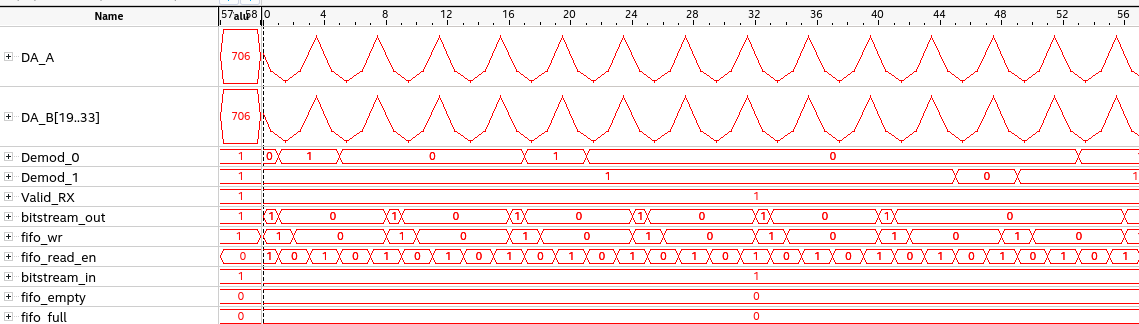 Name 57 alu 58 0 4 8 12 16 20 24 28 32 36 40 44 48 52 56
DA_A 706
DA_B[19..33] 706
Demod_0 1 0 1 0 1 0
Demod_1 1 1 0 1
Valid_RX 1 1
bitstream_out 1 1 0 1 0 1 0 1 0 1 0 1 0
fifo_wr 1 1 0 1 0 1 0 1 0 1 0 1 0 1 0
fifo_read_en 0 1 0 1 0 1 0 1 0 1 0 1 0 1 0 1 0 1 0 1 0 1 0 1 0 1 0 1 0 1
bitstream_in 1 1
fifo_empty 0 0
fifo_full 0 0